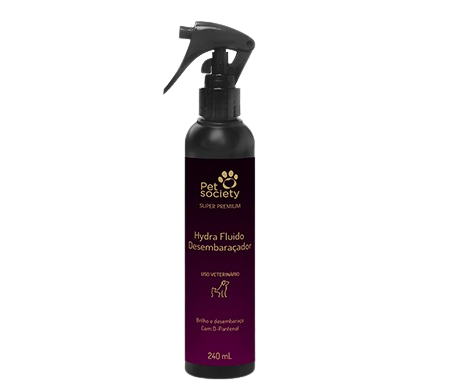 Pet
society
SUPER PREMIUM
Hydra Fluido
Desembaraçador
USO VETERINÁRIO
Brilho e desembaraço
Com D-Pantenol
240 mL